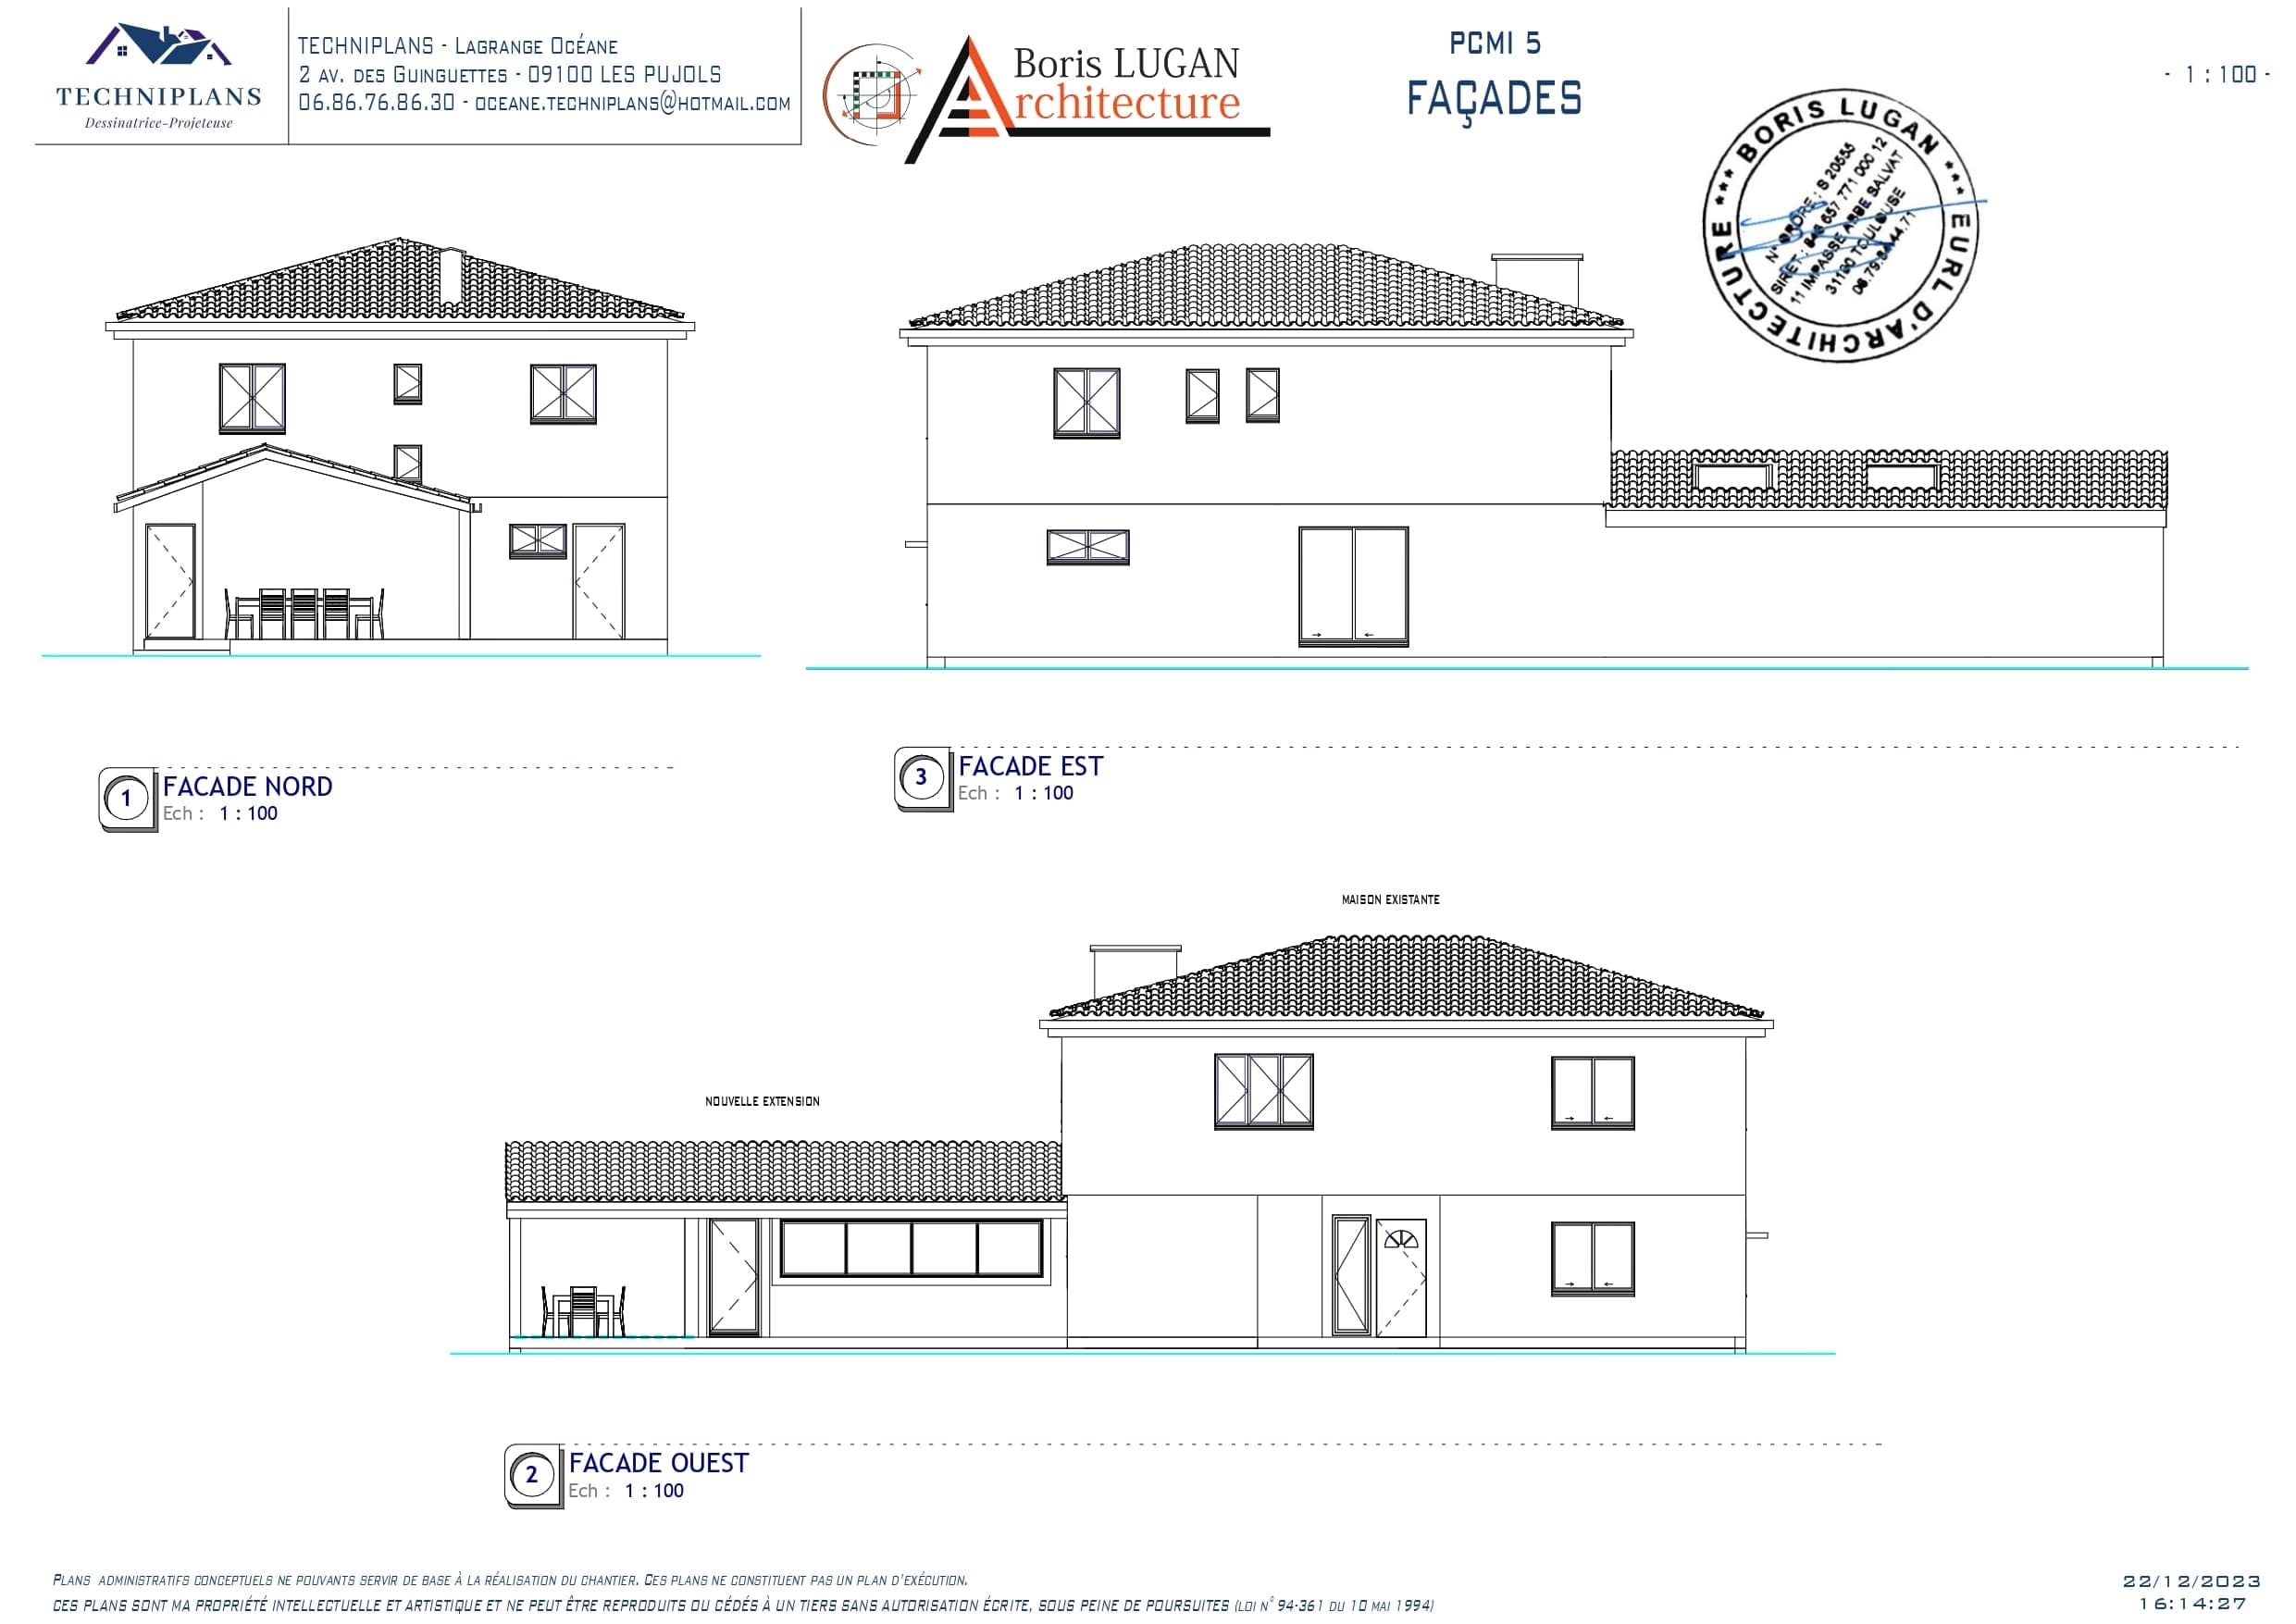 TECHNIPLANS
Dessinatrice-Projeteuse
TECHNIPLANS - Lagrange Océane
2 av. des Guinguettes - 09100 LES PUJOLS
06.86.76.86.30 - oceane.techniplans@hotmail.com
Boris LUGAN
Architecture
PCMI 5
FAÇADES
- 1 : 100 -
*** BORIS LUGAN *** EURL D'ARCHITECTURE
N° ORDRE : S 20555
SIRET : 657 771 000 12
11 IMPASSE ABBE SALVAT
31100 TOULOUSE
1 FACADE NORD
Ech : 1 : 100
3 FACADE EST
Ech : 1 : 100
MAISON EXISTANTE
NOUVELLE EXTENSION
2 FACADE OUEST
Ech : 1 : 100
Plans administratifs conceptuels ne pouvants servir de base à la réalisation du chantier. Ces plans ne constituent pas un plan d'exécution.
ces plans sont ma propriété intellectuelle et artistique et ne peut être reproduits ou cédés à un tiers sans autorisation écrite, sous peine de poursuites (loi n° 94-361 du 10 mai 1994)
22/12/2023
16:14:27